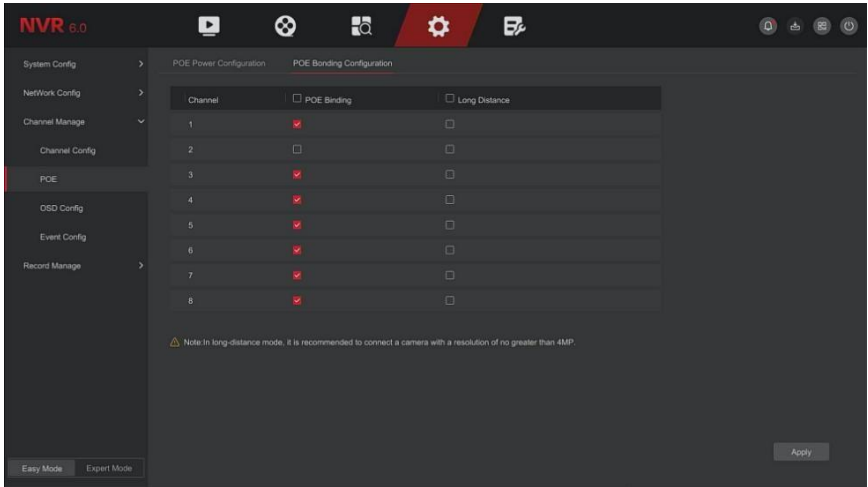 NVR 6.0
System Config
NetWork Config
Channel Manage
Channel Config
POE
OSD Config
Event Config
Record Manage
Easy Mode Expert Mode
POE Power Configuration POE Bonding Configuration
Channel POE Binding Long Distance
1
2
3
4
5
6
7
8
Note:In long-distance mode, it is recommended to connect a camera with a resolution of no greater than 4MP.
Apply